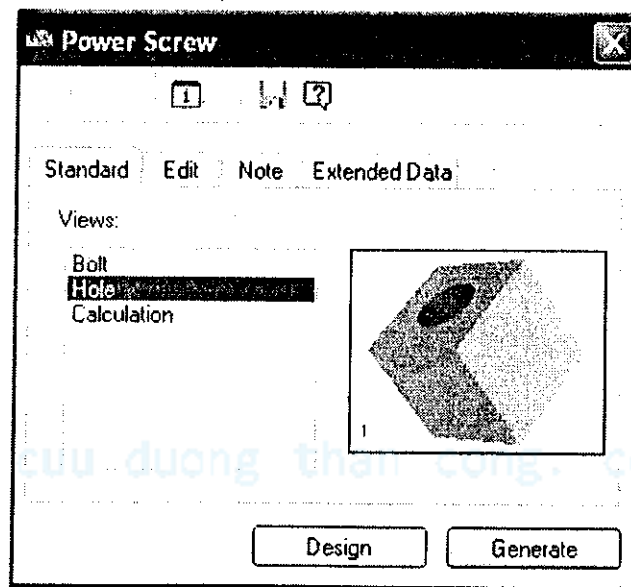 Power Screw
Standard Edit Note Extended Data
Views:
Bolt
Hole
Calculation
1
cuu duong than cong. c
Design Generate